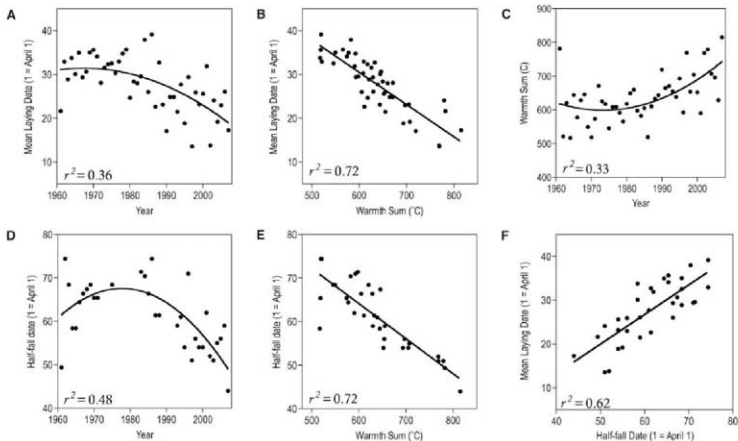 A
Mean Laying Date (1 = April 1)
40
30
20
10
r² = 0.36
1960 1970 1980 1990 2000
Year
B
Mean Laying Date (1 = April 1)
40
30
20
10
r² = 0.72
500 600 700 800
Warmth Sum (˚C)
C
Warmth Sum (C)
900
800
700
600
500
400
r² = 0.33
1960 1970 1980 1990 2000
Year
D
Half-fall date (1 = April 1)
80
70
60
50
40
r² = 0.48
1960 1970 1980 1990 2000
Year
E
Half-fall date (1 = April 1)
80
70
60
50
40
r² = 0.72
500 600 700 800
Warmth Sum (˚C)
F
Mean Laying Date (1 = April 1)
40
30
20
10
r² = 0.62
40 50 60 70 80
Half-fall Date (1 = April 1)